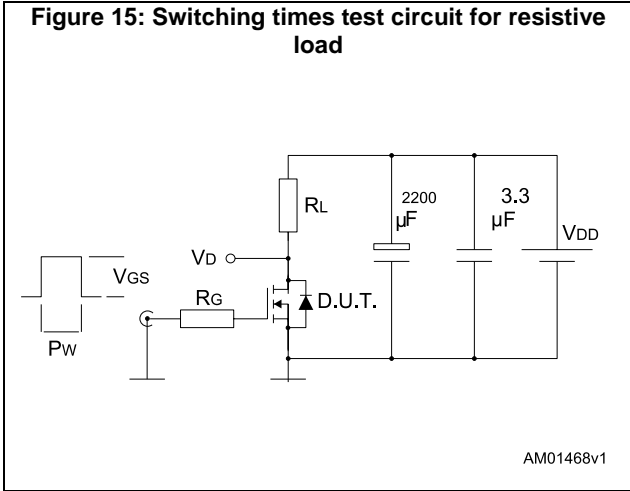 Figure 15: Switching times test circuit for resistive
load
RL
2200
μF
3.3
μF
VDD
VD
VGS
RG
D.U.T.
PW
AM01468v1